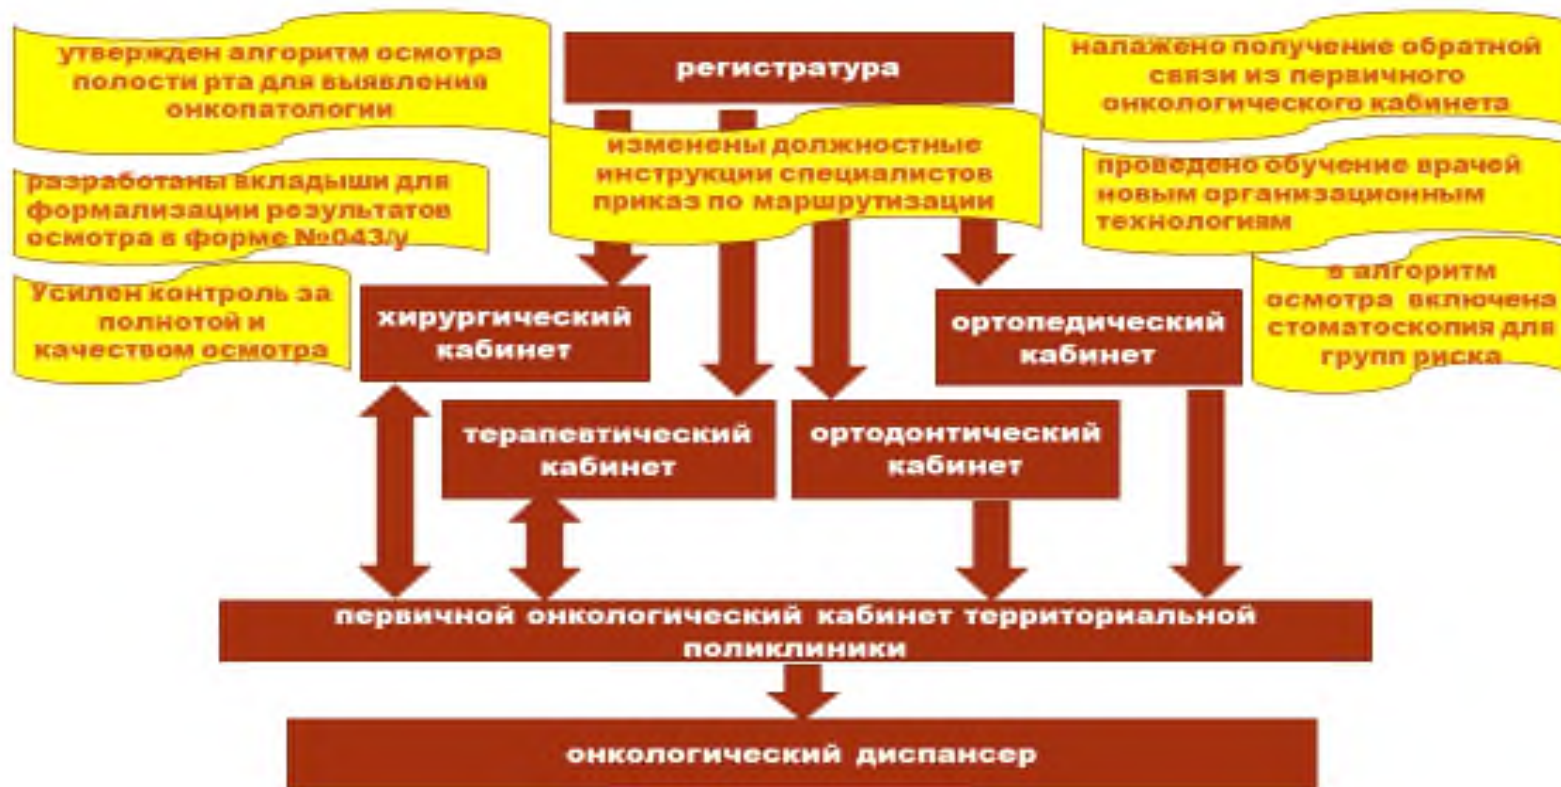 утвержден алгоритм осмотра
полости рта для выявления
онкопатологии
регистратура
налажено получение обратной
связи из первичного
онкологического кабинета
изменены должностные
инструкции специалистов
приказ по маршрутизации
разработаны вкладыши для
формализации результатов
осмотра в форме №043/у
проведено обучение врачей
новым организационным
технологиям
Усилен контроль за
полнотой и
качеством осмотра
хирургический
кабинет
ортопедический
кабинет
в алгоритм
осмотра включена
стоматоскопия для
групп риска
терапевтический
кабинет
ортодонтический
кабинет
первичной онкологический кабинет территориальной
поликлиники
онкологический диспансер